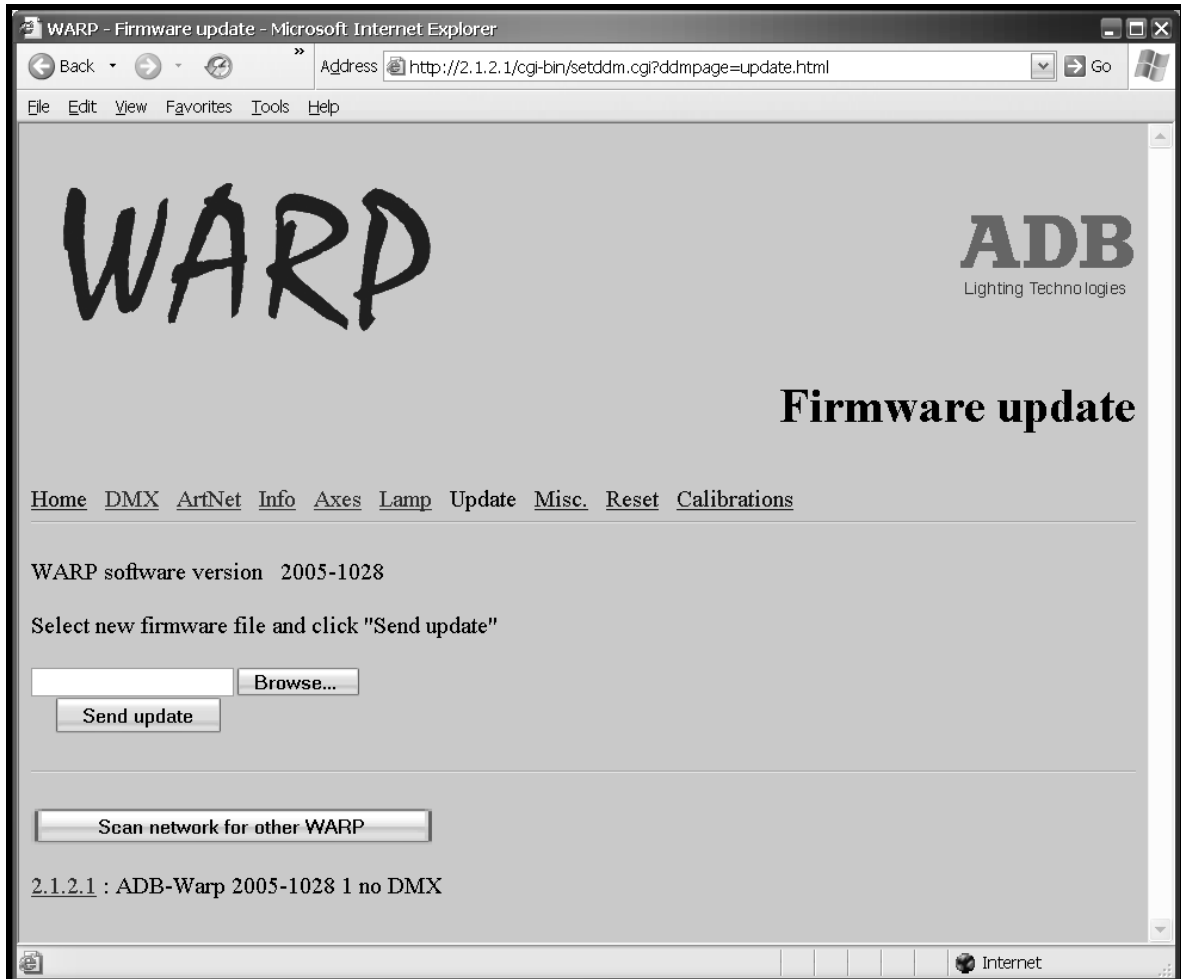 WARP - Firmware update - Microsoft Internet Explorer
Back » Address http://2.1.2.1/cgi-bin/setddm.cgi?ddmpage=update.html Go
File Edit View Favorites Tools Help
WARP
ADB
Lighting Technologies
Firmware update
Home DMX ArtNet Info Axes Lamp Update Misc. Reset Calibrations
WARP software version 2005-1028
Select new firmware file and click "Send update"
Browse...
Send update
Scan network for other WARP
2.1.2.1 : ADB-Warp 2005-1028 1 no DMX
Internet